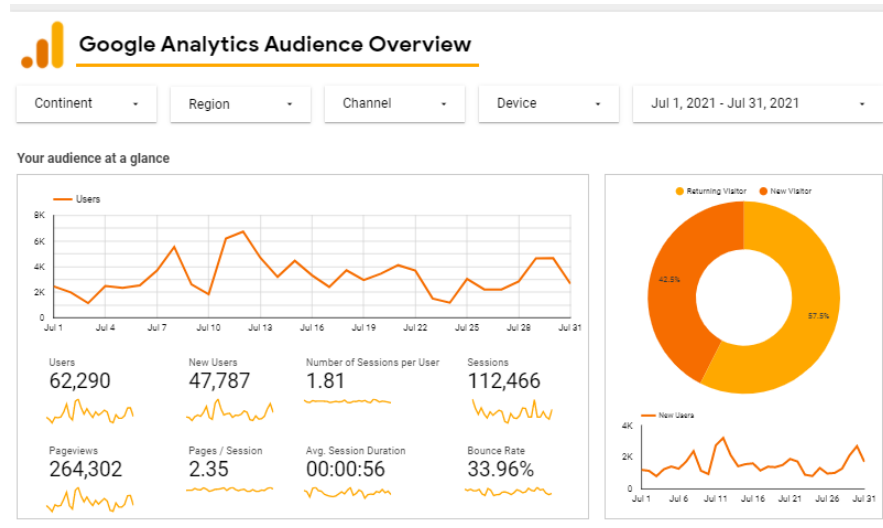 Google Analytics Audience Overview
Continent
Region
Channel
Device
Jul 1, 2021 - Jul 31, 2021
Your audience at a glance
Users
8K
6K
4K
2K
0
Jul 1
Jul 4
Jul 7
Jul 10
Jul 13
Jul 16
Jul 19
Jul 22
Jul 25
Jul 28
Jul 31
Returning Visitor
New Visitor
42.5%
57.5%
Users
62,290
New Users
47,787
Number of Sessions per User
1.81
Sessions
112,466
Pageviews
264,302
Pages / Session
2.35
Avg. Session Duration
00:00:56
Bounce Rate
33.96%
New Users
4K
2K
0
Jul 1
Jul 6
Jul 11
Jul 16
Jul 21
Jul 26
Jul 31